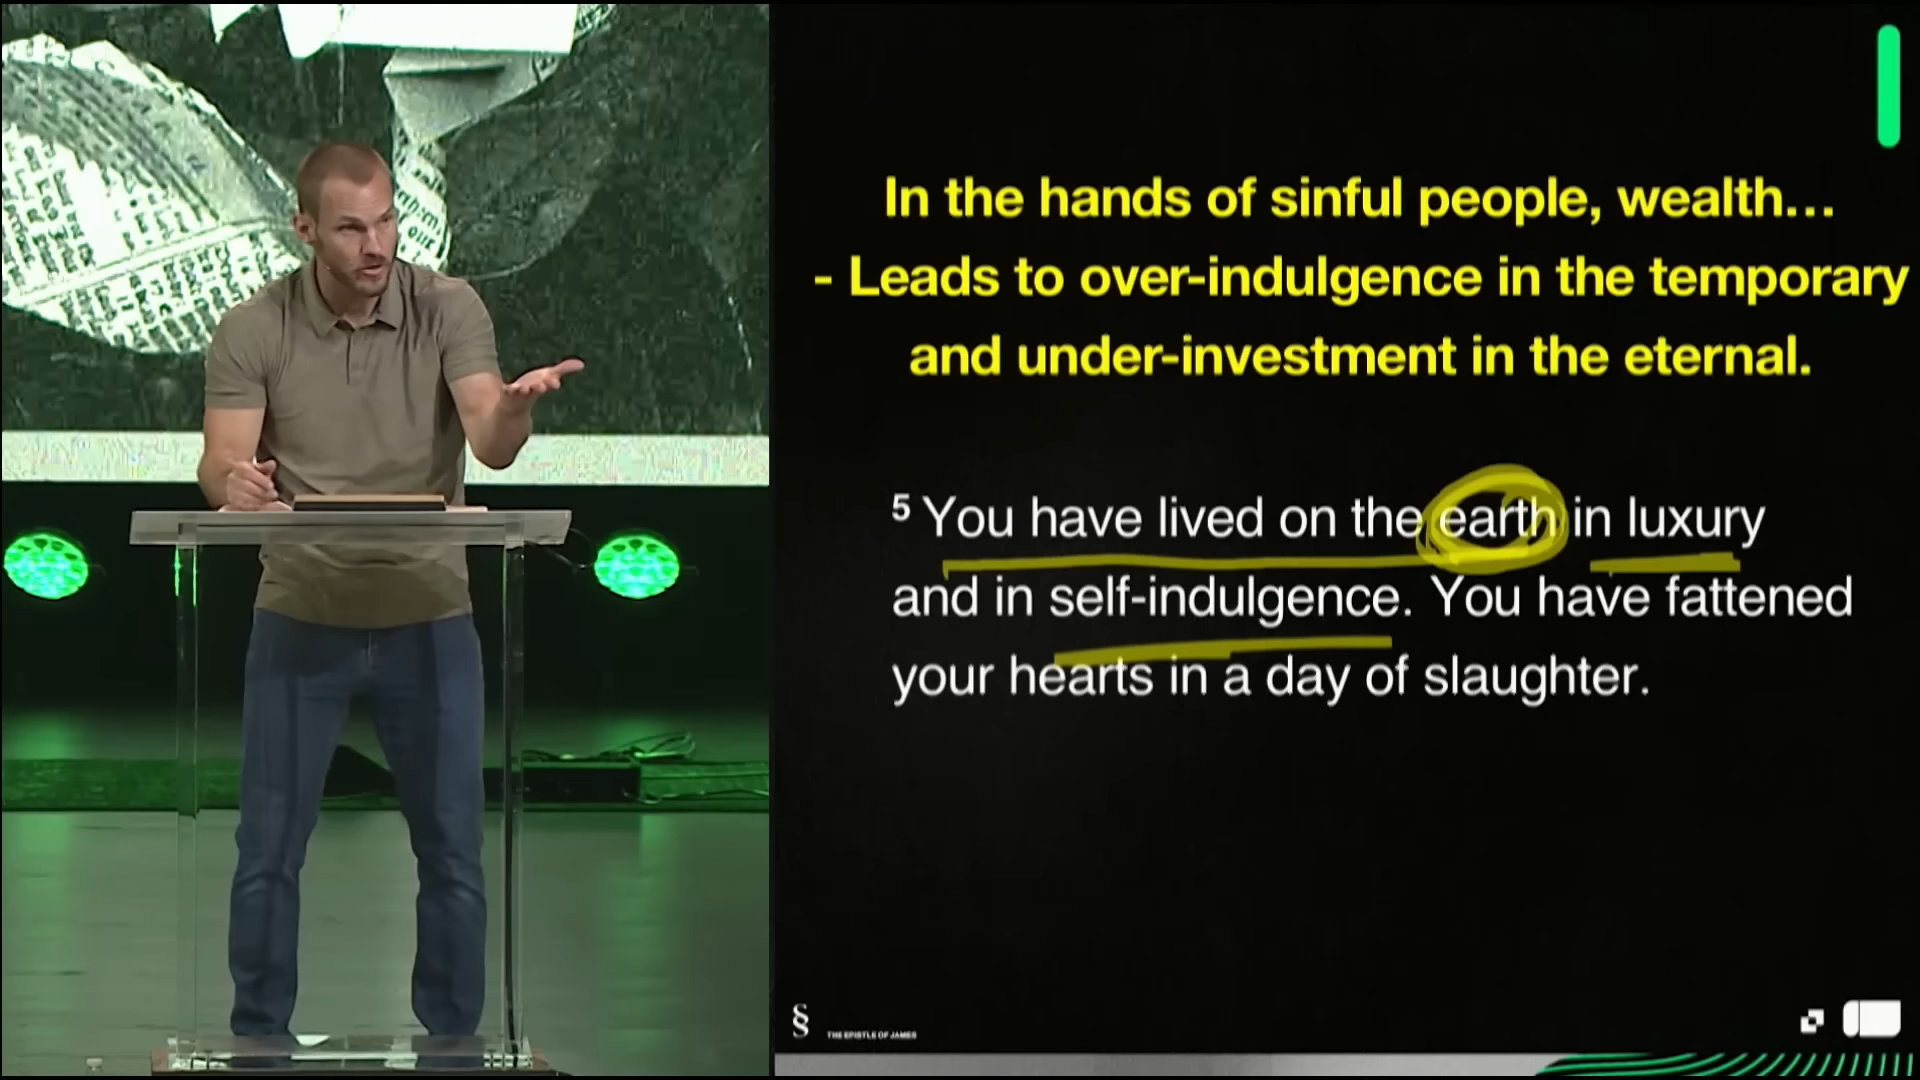 In the hands of sinful people, wealth…
- Leads to over-indulgence in the temporary
and under-investment in the eternal.
5 You have lived on the earth in luxury
and in self-indulgence. You have fattened
your hearts in a day of slaughter.
§
THE EPISTLE OF JAMES
our